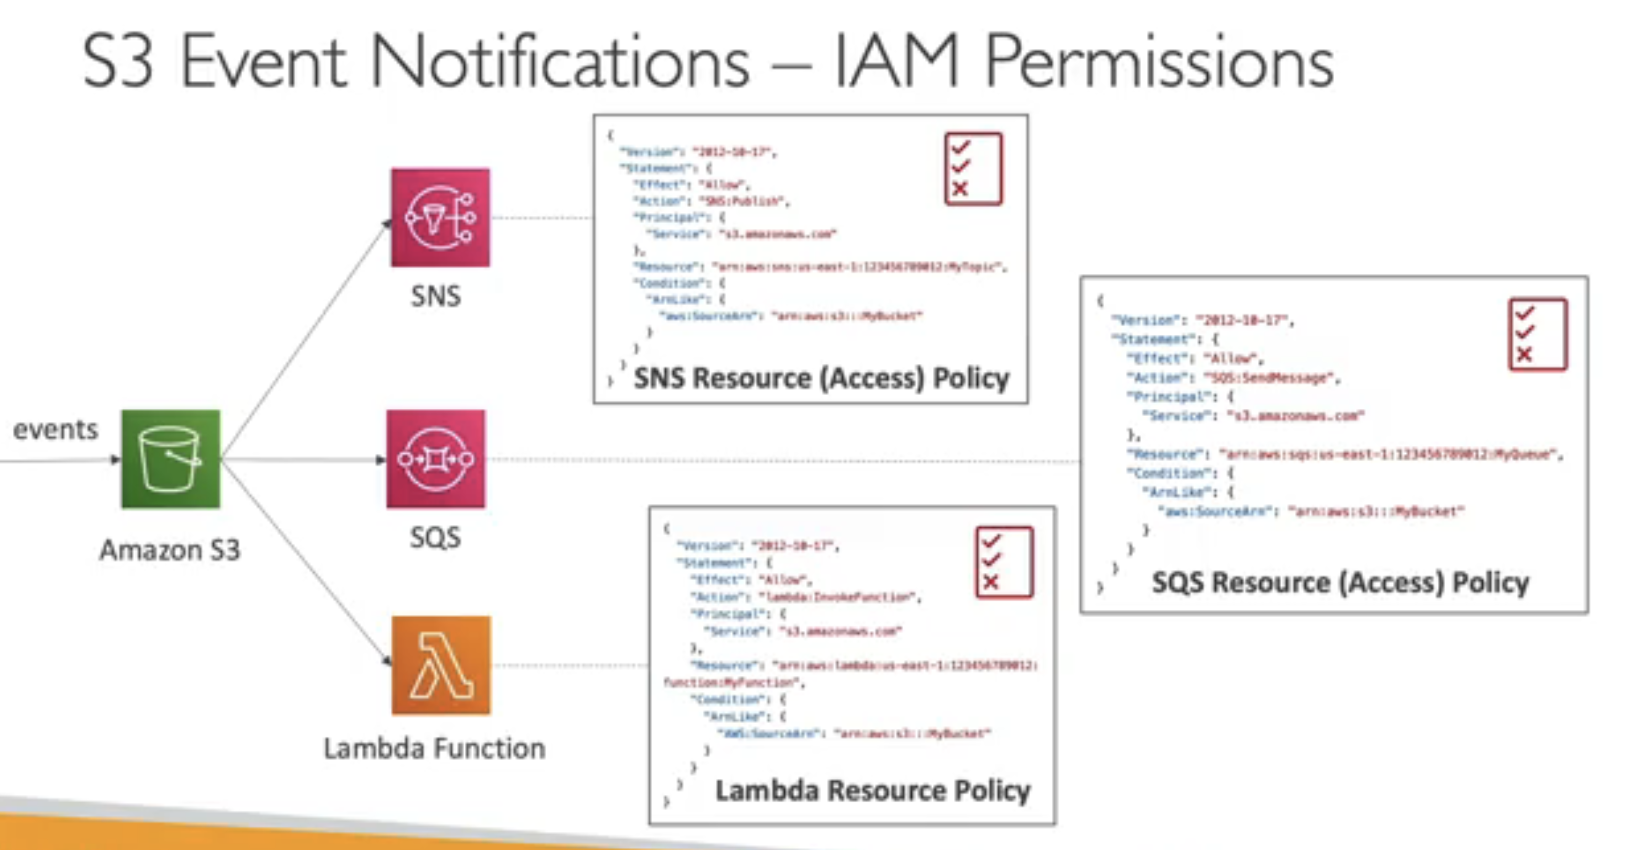 S3 Event Notifications – IAM Permissions
{
"Version": "2012-10-17",
"Statement": {
"Effect": "Allow",
"Action": "SNS:Publish",
"Principal": {
"Service": "s3.amazonaws.com"
},
"Resource": "arn:aws:sns:us-east-1:123456789012:MyTopic",
"Condition": {
"ArnLike": {
"aws:SourceArn": "arn:aws:s3:::MyBucket"
}
}
}
}
SNS Resource (Access) Policy
SNS
{
"Version": "2012-10-17",
"Statement": {
"Effect": "Allow",
"Action": "SQS:SendMessage",
"Principal": {
"Service": "s3.amazonaws.com"
},
"Resource": "arn:aws:sqs:us-east-1:123456789012:MyQueue",
"Condition": {
"ArnLike": {
"aws:SourceArn": "arn:aws:s3:::MyBucket"
}
}
}
}
SQS Resource (Access) Policy
events
Amazon S3
SQS
{
"Version": "2012-10-17",
"Statement": {
"Effect": "Allow",
"Action": "lambda:InvokeFunction",
"Principal": {
"Service": "s3.amazonaws.com"
},
"Resource": "arn:aws:lambda:us-east-1:123456789012:
function:MyFunction",
"Condition": {
"ArnLike": {
"AWS:SourceArn": "arn:aws:s3:::MyBucket"
}
}
}
}
Lambda Resource Policy
Lambda Function